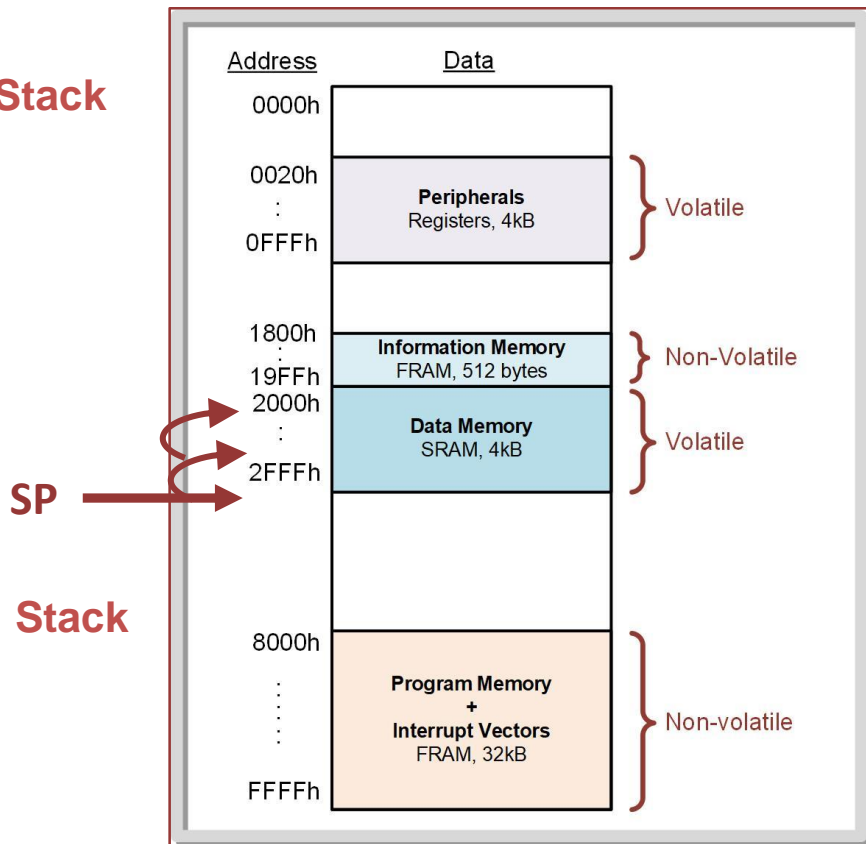 Stack
Address Data
0000h
0020h
:
0FFFh
Peripherals
Registers, 4kB
Volatile
1800h
:
19FFh
Information Memory
FRAM, 512 bytes
Non-Volatile
2000h
:
2FFFh
Data Memory
SRAM, 4kB
Volatile
SP
Stack
8000h
:
:
:
FFFFh
Program Memory
+
Interrupt Vectors
FRAM, 32kB
Non-volatile